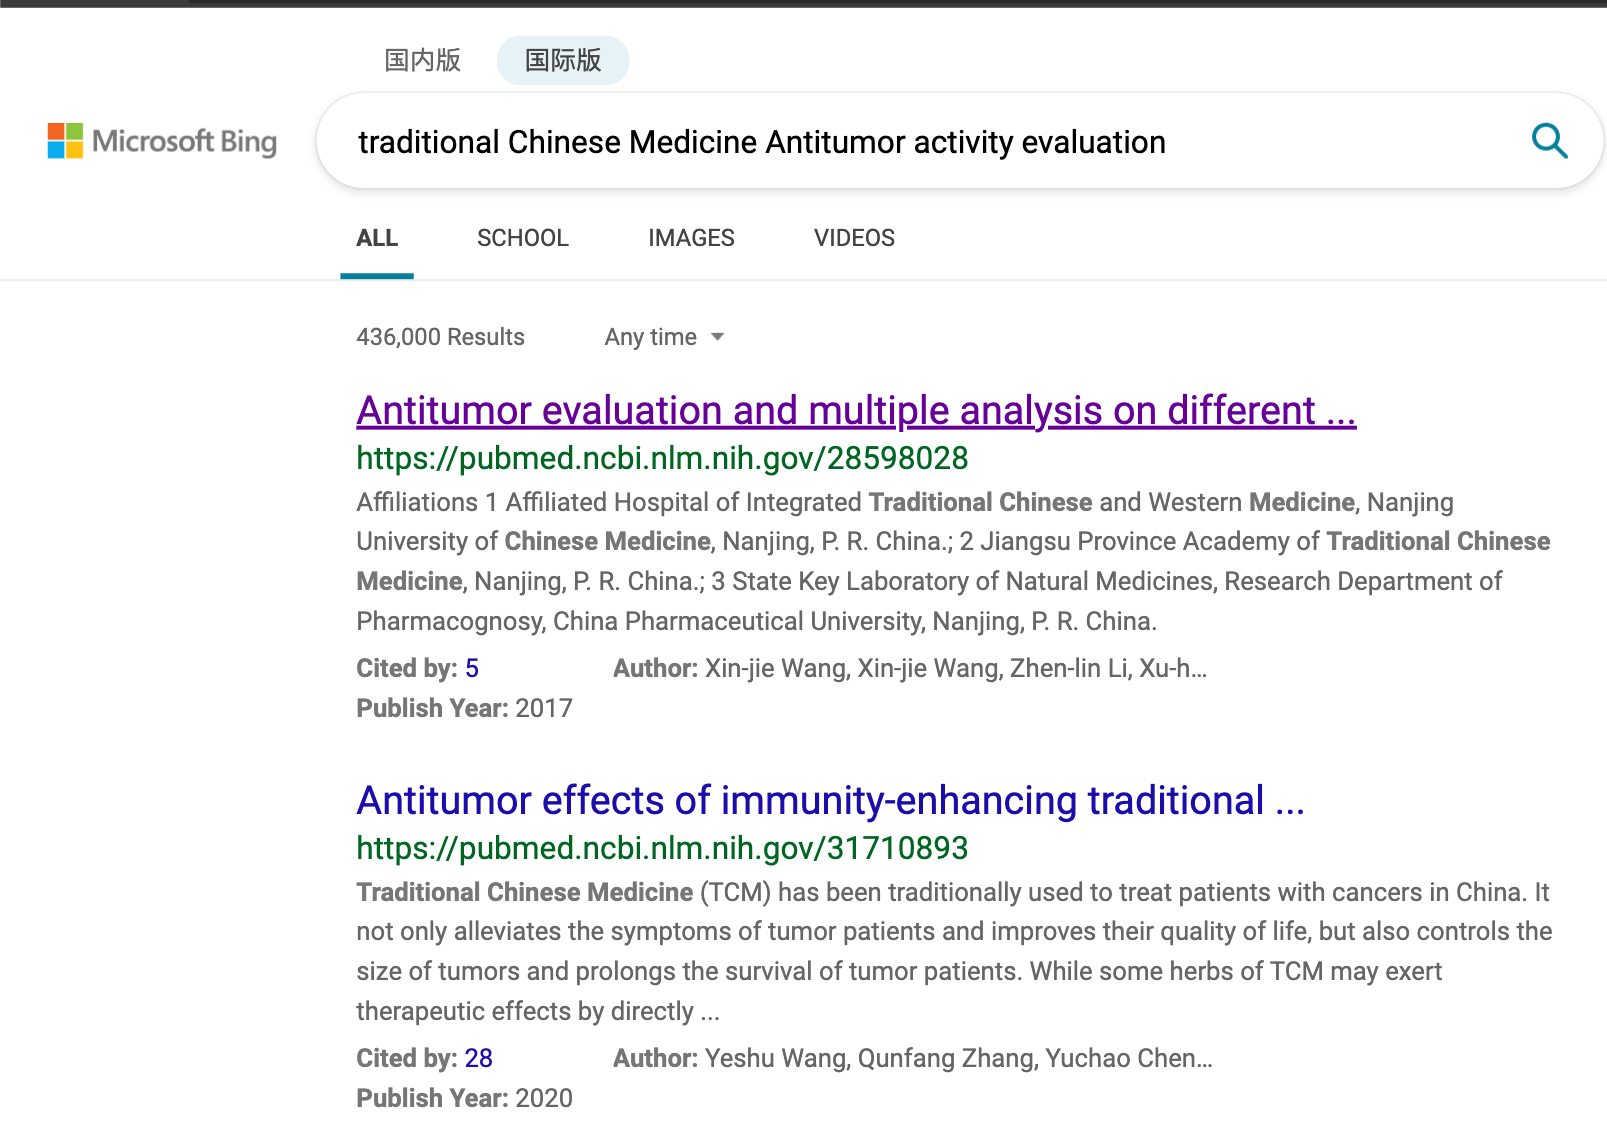 国内版 国际版
Microsoft Bing
traditional Chinese Medicine Antitumor activity evaluation
ALL SCHOOL IMAGES VIDEOS
436,000 Results Any time
Antitumor evaluation and multiple analysis on different ...
https://pubmed.ncbi.nlm.nih.gov/28598028
Affiliations 1 Affiliated Hospital of Integrated Traditional Chinese and Western Medicine, Nanjing
University of Chinese Medicine, Nanjing, P. R. China.; 2 Jiangsu Province Academy of Traditional Chinese
Medicine, Nanjing, P. R. China.; 3 State Key Laboratory of Natural Medicines, Research Department of
Pharmacognosy, China Pharmaceutical University, Nanjing, P. R. China.
Cited by: 5 Author: Xin-jie Wang, Xin-jie Wang, Zhen-lin Li, Xu-h...
Publish Year: 2017
Antitumor effects of immunity-enhancing traditional ...
https://pubmed.ncbi.nlm.nih.gov/31710893
Traditional Chinese Medicine (TCM) has been traditionally used to treat patients with cancers in China. It
not only alleviates the symptoms of tumor patients and improves their quality of life, but also controls the
size of tumors and prolongs the survival of tumor patients. While some herbs of TCM may exert
therapeutic effects by directly ...
Cited by: 28 Author: Yeshu Wang, Qunfang Zhang, Yuchao Chen...
Publish Year: 2020